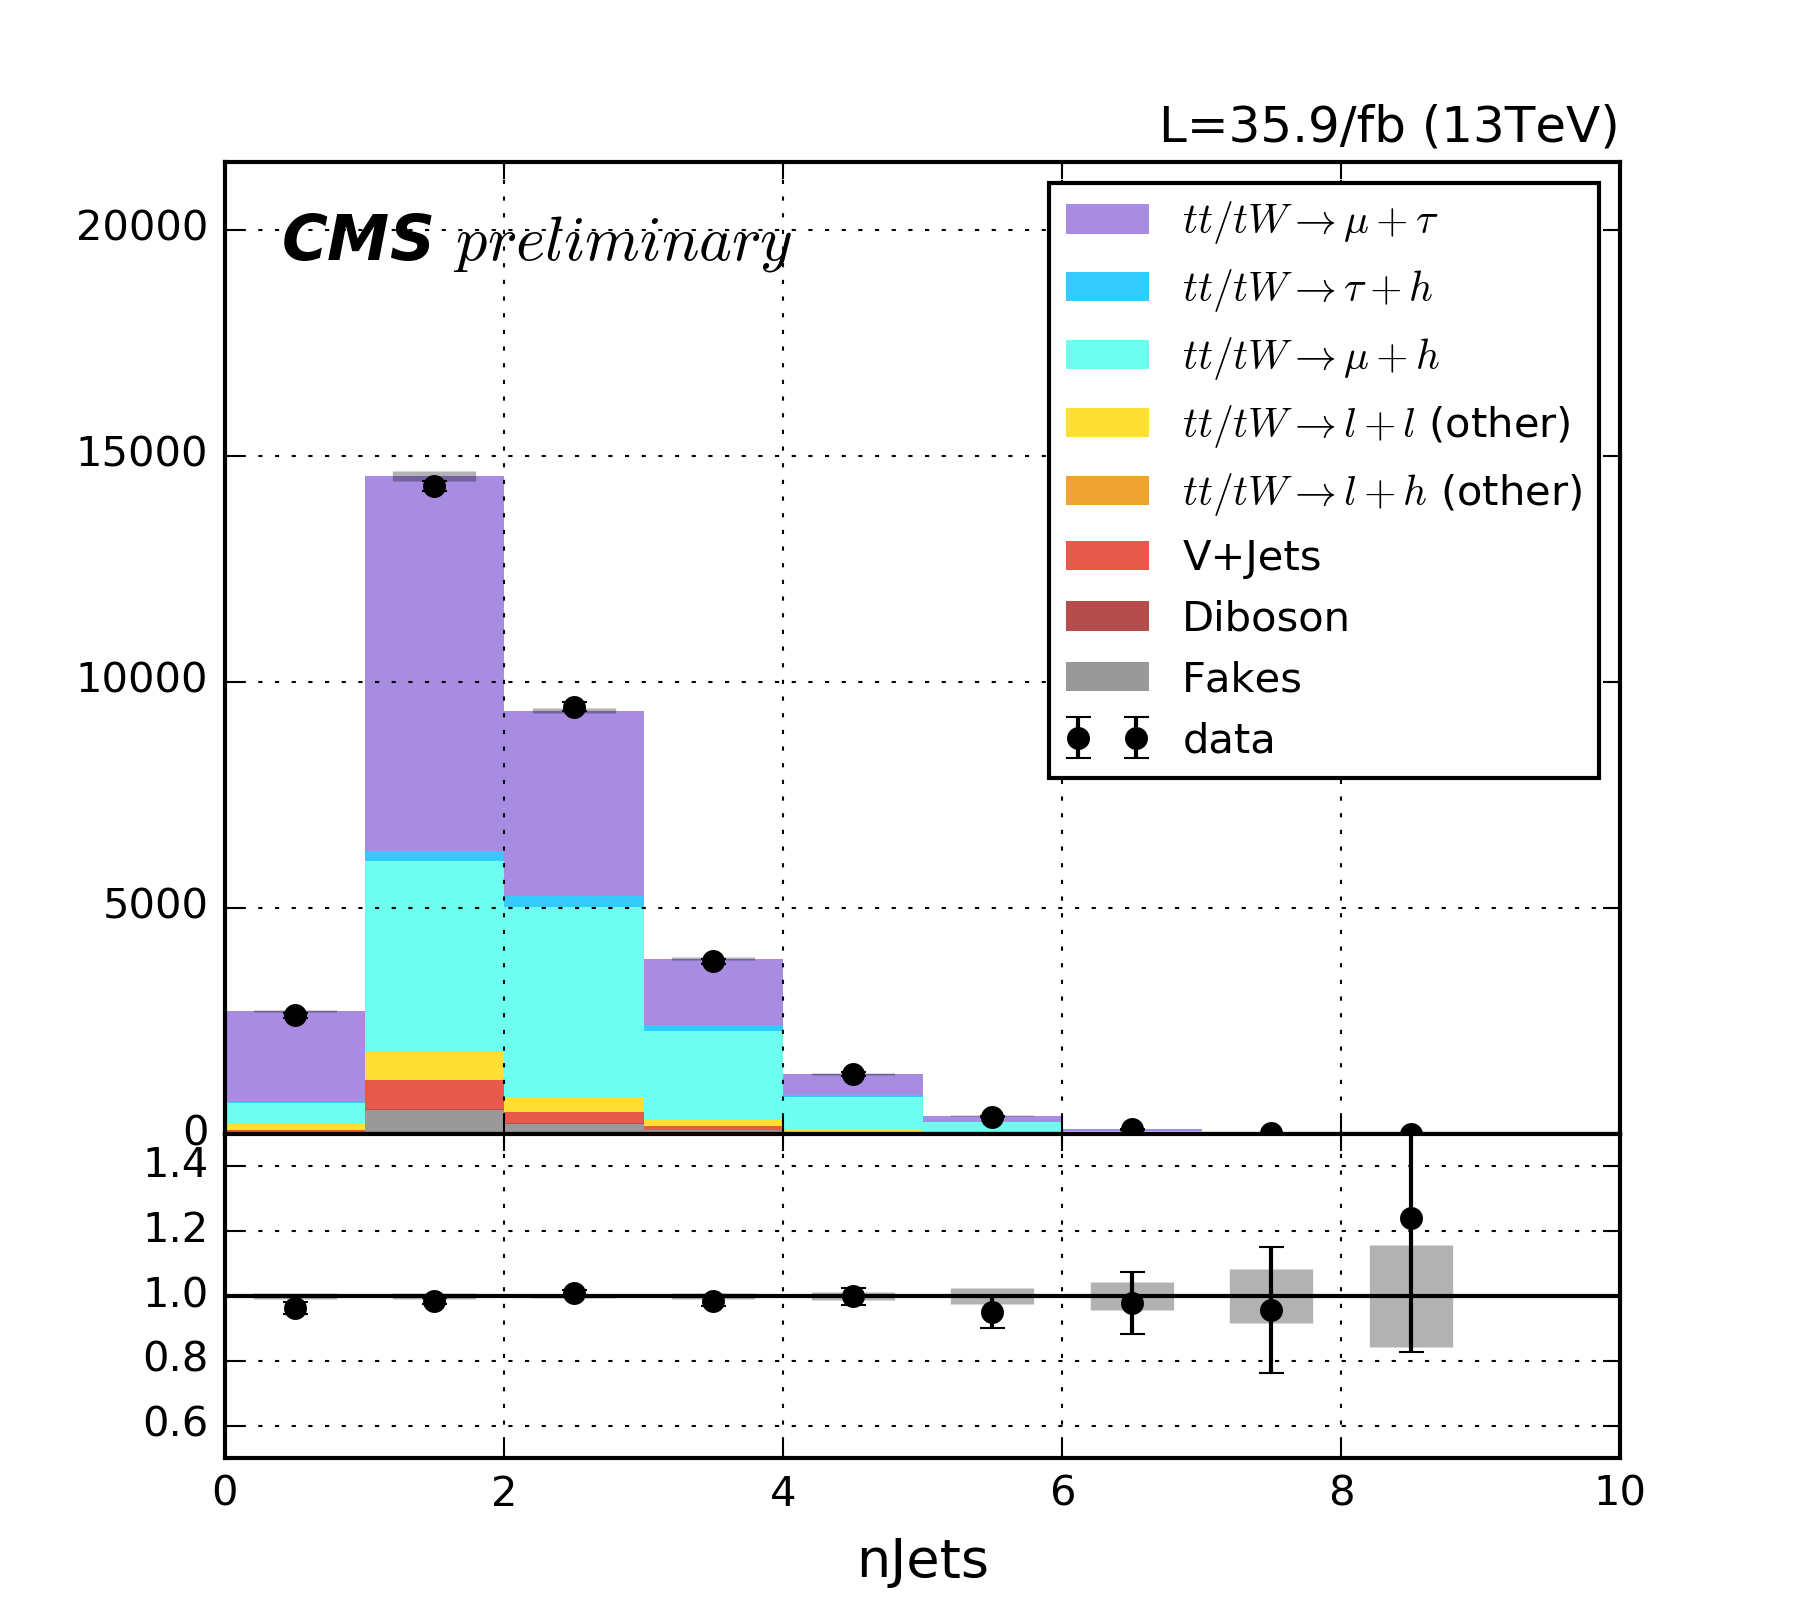 L=35.9/fb (13TeV)
CMS preliminary
20000
15000
10000
5000
0
tt/tW→μ+τ
tt/tW→τ+h
tt/tW→μ+h
tt/tW→l+l (other)
tt/tW→l+h (other)
V+Jets
Diboson
Fakes
data
1.4
1.2
1.0
0.8
0.6
0 2 4 6 8 10
nJets